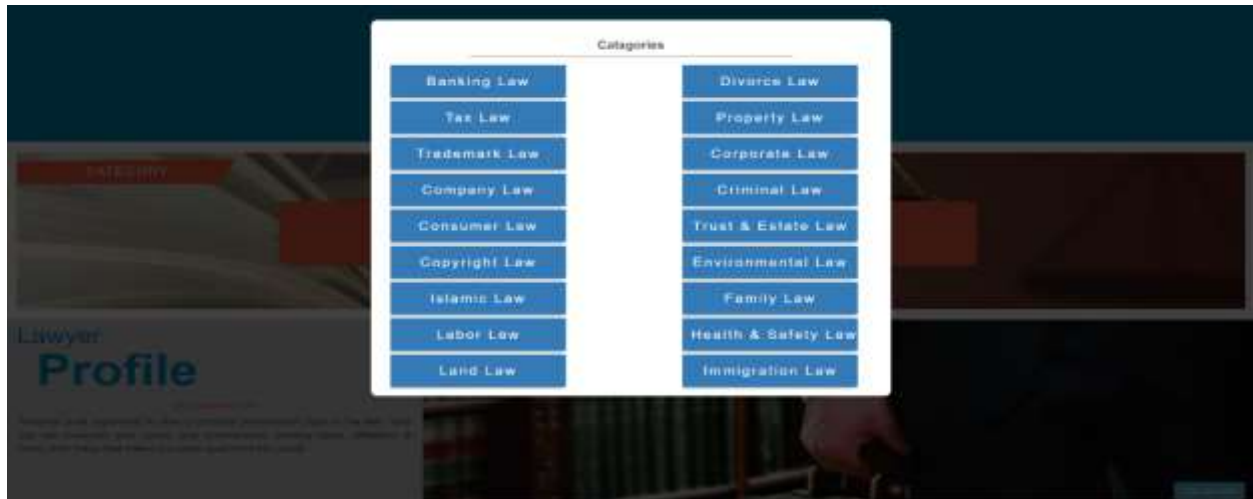 Catagories
Banking Law
Divorce Law
Tax Law
Property Law
Trademark Law
Corporate Law
Company Law
Criminal Law
Consumer Law
Trust & Estate Law
Copyright Law
Environmental Law
Islamic Law
Family Law
Labor Law
Health & Safety Law
Land Law
Immigration Law
CATEGORY
Lawyer
Profile